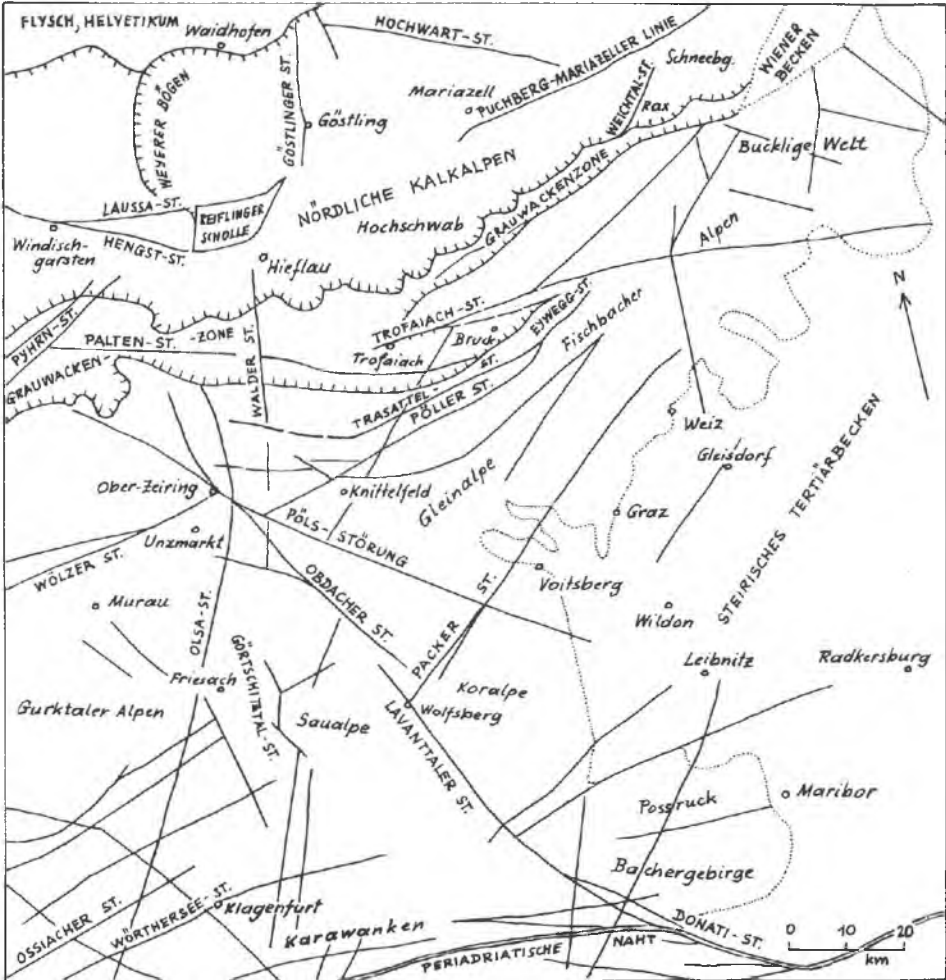 FLYSCH, HELVETIKUM
Waidhofen
HOCHWART-ST.
GÖSTLINGER ST.
WEYERER BÖGEN
Göstling
Mariazell
PUCHBERG-MARIAZELLER LINIE
Schneebg.
WIENER
BECKEN
WEICHTAL-ST.
Rax
Bucklige Welt
NÖRDLICHE KALKALPEN
GRAUWACKENZONE
LAUSSA-ST.
REIFLINGER
SCHOLLE
Hochschwab
Windisch-
garsten
HENGST-ST.
Hieflau
Alpen
N
PYHRN-ST.
PALTEN-ST.
-ZONE
WALDER ST.
TROFAIACH-ST.
Trofaiach
Bruck
EYWEGG-ST.
Fischbacher
GRAUWACKEN
TRASATTEL-
ST.
PÖLLER ST.
Weiz
Gleisdorf
Ober-Zeiring
Knittelfeld
Gleinalpe
Graz
STEIRISCHES TERTIÄRBECKEN
Unzmarkt
PÖLS-
STÖRUNG
WÖLZER ST.
Voitsberg
OBDACHER ST.
Murau
OLSA-ST.
PACKER
ST.
Wildon
GÖRTSCHITZTAL-ST.
Friesach
Leibnitz
Radkersburg
Gurktaler Alpen
Saualpe
Koralpe
Wolfsberg
LAVANTTALER ST.
Possruck
Maribor
Bachergebirge
OSSIACHER ST.
WÖRTHERSEE-ST.
Klagenfurt
Karawanken
DONATI-ST.
PERIADRIATISCHE
NAHT
0 10 20
km